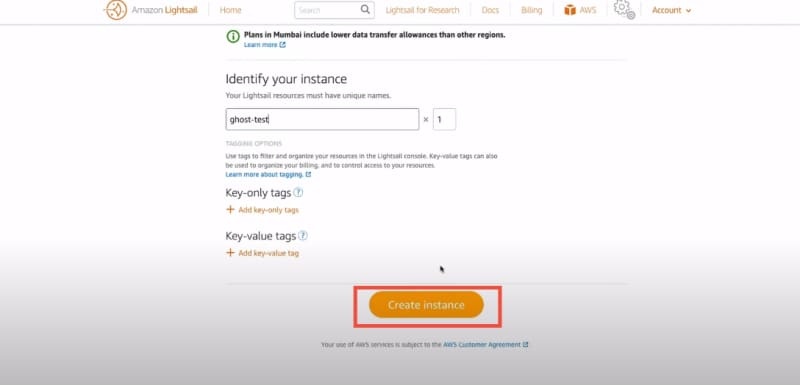 Amazon Lightsail
Home
Search
Lightsail for Research
Docs
Billing
AWS
Account
Plans in Mumbai include lower data transfer allowances than other regions.
Learn more
Identify your instance
Your Lightsail resources must have unique names.
ghost-test × 1
TAGGING OPTIONS
Use tags to filter and organize your resources in the Lightsail console. Key-value tags can also
be used to organize your billing, and to control access to your resources.
Learn more about tagging.
Key-only tags ?
+ Add key-only tags
Key-value tags ?
+ Add key-value tag
Create instance
Your use of AWS services is subject to the AWS Customer Agreement